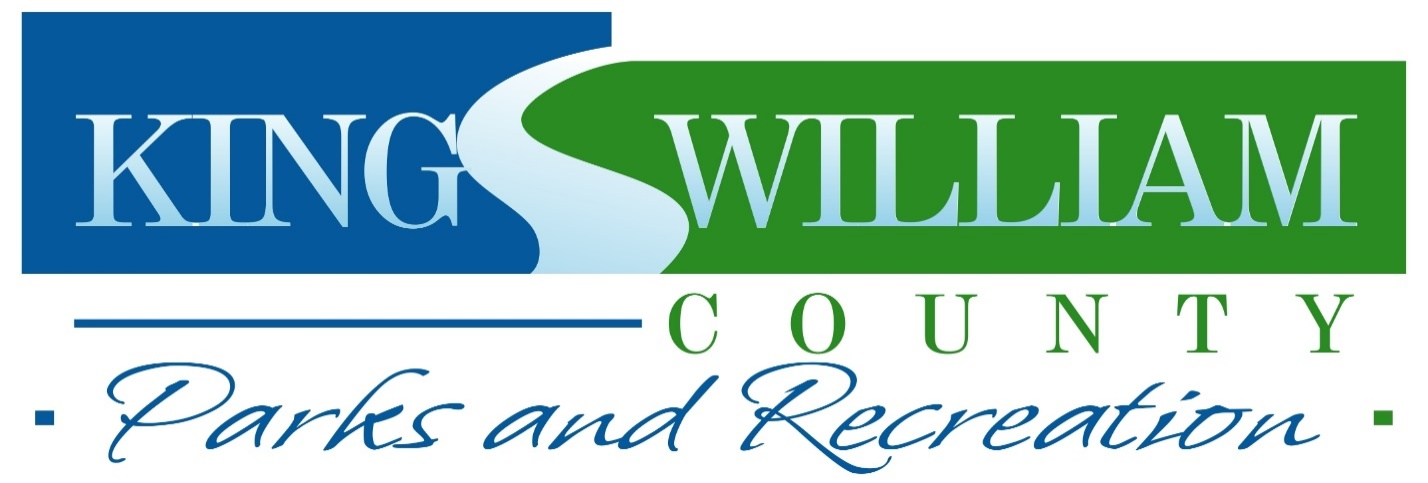 KING WILLIAM
COUNTY
Parks and Recreation